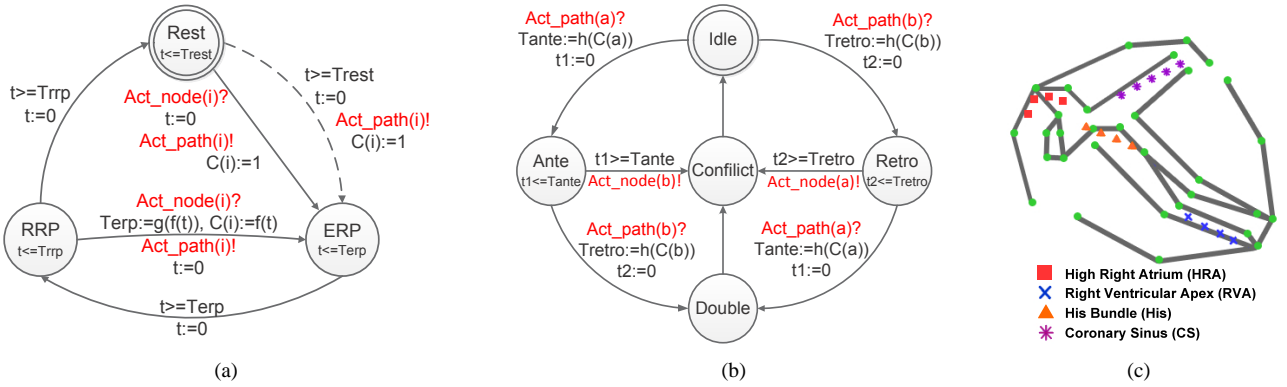 Rest
t<=Trest
t>=Trrp
t:=0
Act_node(i)?
t:=0
Act_path(i)!
C(i):=1
t>=Trest
t:=0
Act_path(i)!
C(i):=1
RRP
t<=Trrp
Act_node(i)?
Terp:=g(f(t)), C(i):=f(t)
Act_path(i)!
t:=0
ERP
t<=Terp
t>=Terp
t:=0
(a)
Act_path(a)?
Tante:=h(C(a))
t1:=0
Idle
Act_path(b)?
Tretro:=h(C(b))
t2:=0
Ante
t1<=Tante
t1>=Tante
Act_node(b)!
Confilict
t2>=Tretro
Act_node(a)!
Retro
t2<=Tretro
Act_path(b)?
Tretro:=h(C(b))
t2:=0
Act_path(a)?
Tante:=h(C(a))
t1:=0
Double
(b)
High Right Atrium (HRA)
Right Ventricular Apex (RVA)
His Bundle (His)
Coronary Sinus (CS)
(c)